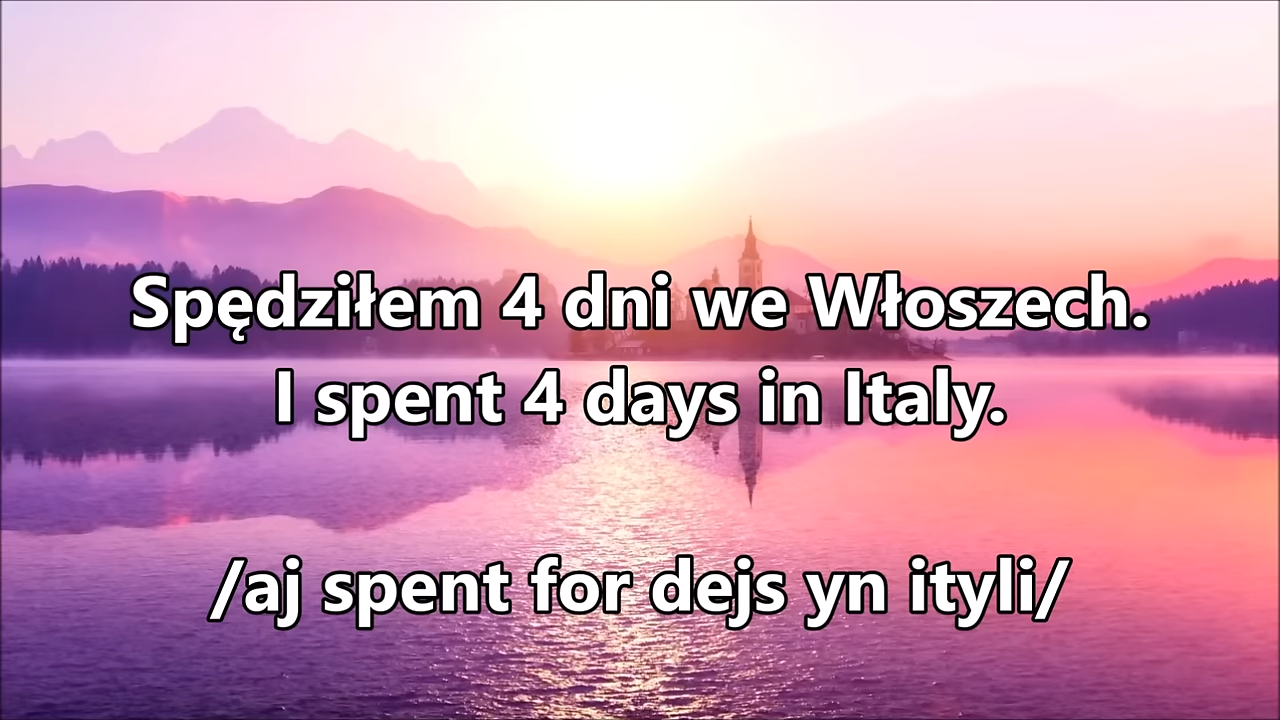 Spędziłem 4 dni we Włoszech.
I spent 4 days in Italy.
/aj spent for dejs yn ityli/